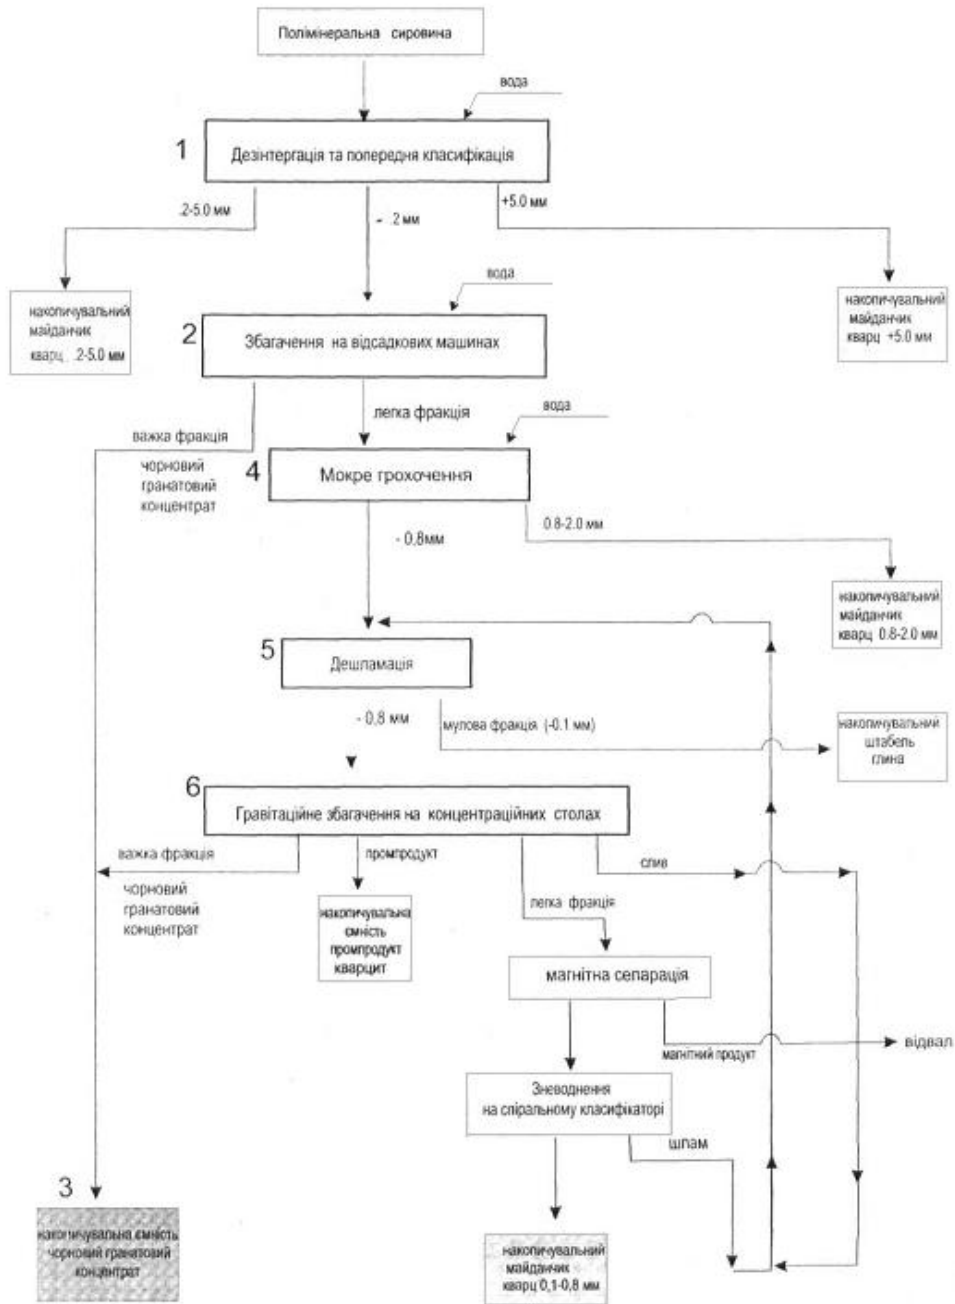 Полімінеральна сировина
вода
1
Дезінтергація та попередня класифікація
.2-5.0 мм
- .2 мм
+5.0 мм
накопичувальний
майданчик
кварц .2-5.0 мм
вода
накопичувальний
майданчик
кварц +5.0 мм
2
Збагачення на відсадкових машинах
легка фракція
вода
важка фракція
чорновий
гранатовий
концентрат
4
Мокре грохочення
- 0,8мм
0.8-2.0 мм
накопичувальний
майданчик
кварц 0.8-2.0 мм
5
Дешламація
- 0,8 мм
мулова фракція (-0.1 мм)
накопичувальний
штабель
глина
6
Гравітаційне збагачення на концентраційних столах
важка фракція
чорновий
гранатовий
концентрат
промпродукт
слив
легка фракція
накопичувальна
ємність
промпродукт
кварцит
магнітна сепарація
магнітний продукт
відвал
Зневоднення
на спіральному класифікаторі
шлам
3
накопичувальна ємність
чорновий гранатовий
концентрат
накопичувальний
майданчик
кварц 0,1-0,8 мм